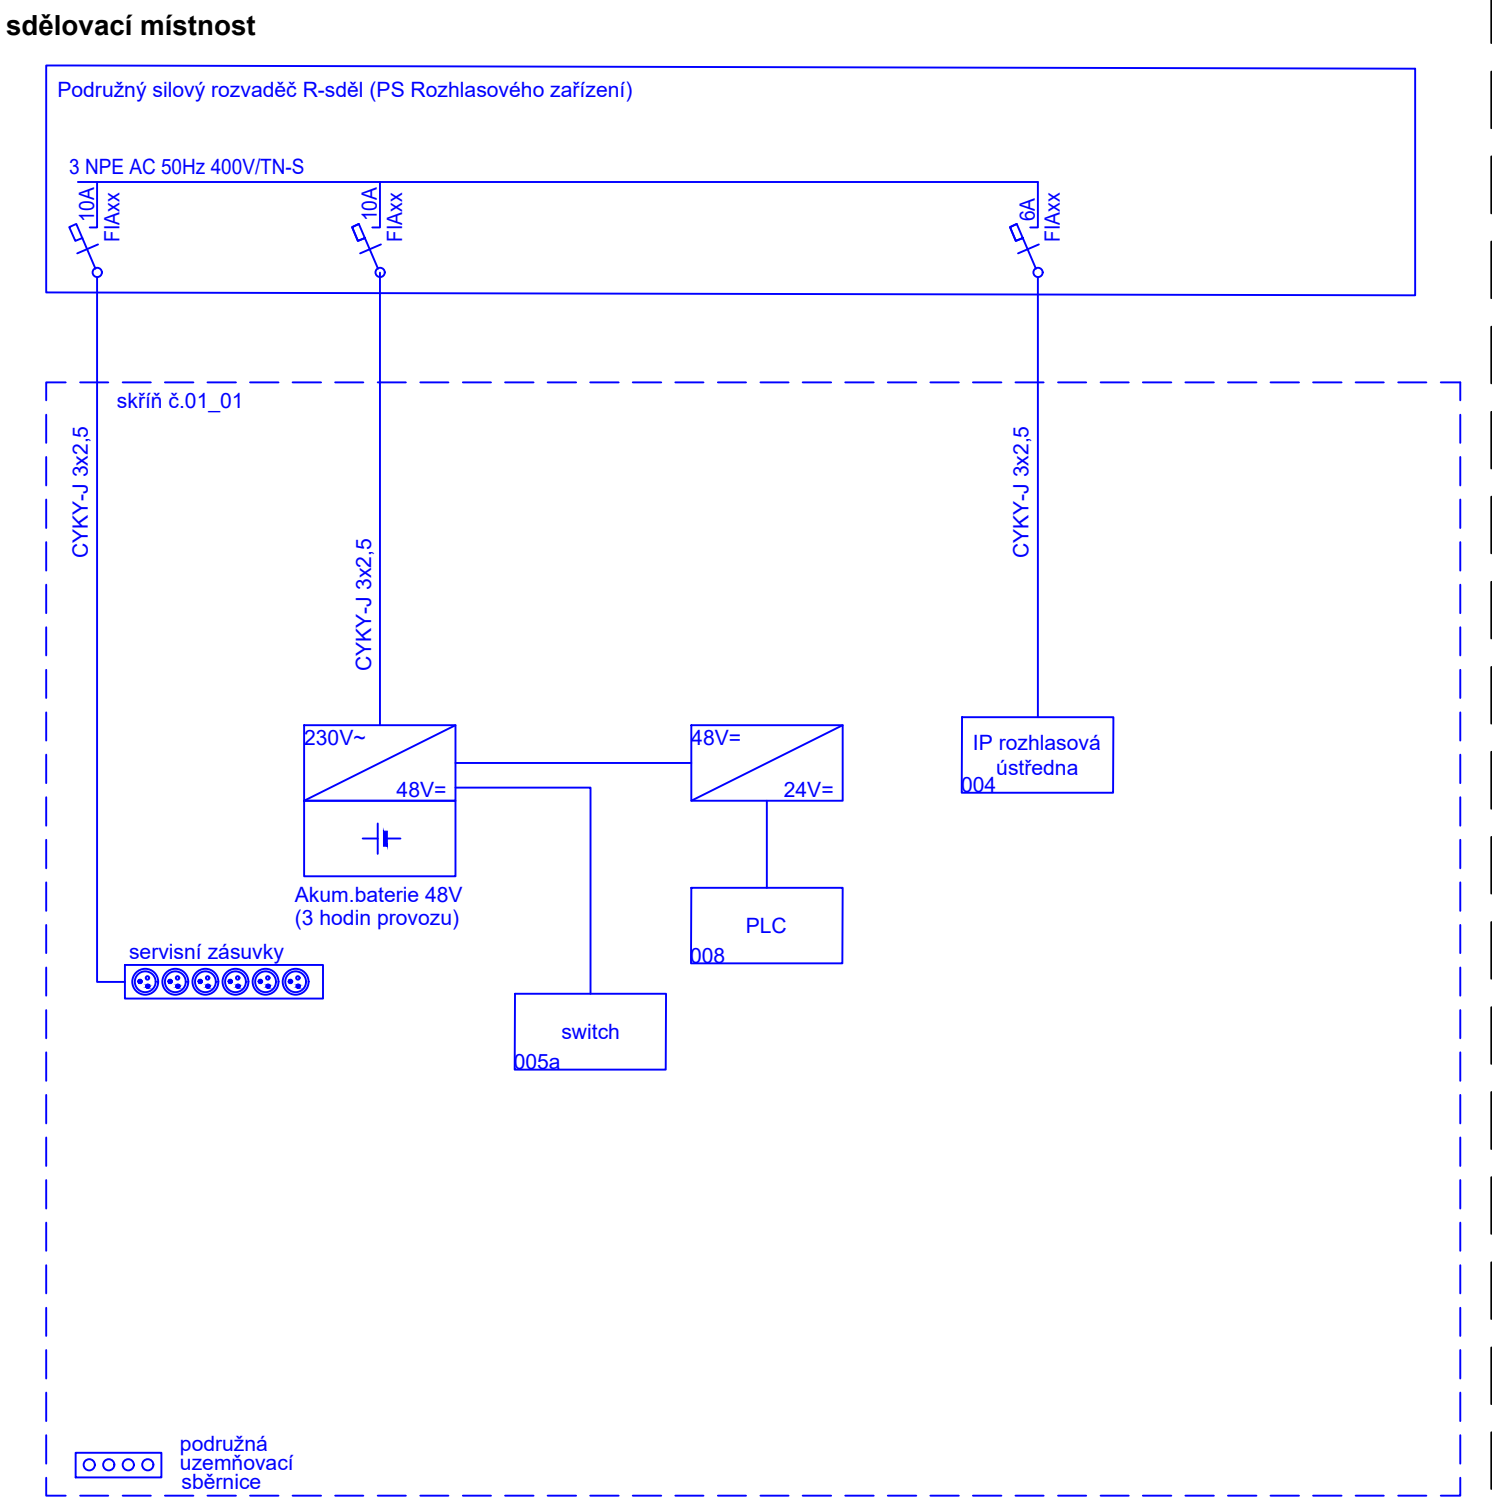 sdělovací místnost
Podružný silový rozvaděč R-sděl (PS Rozhlasového zařízení)
3 NPE AC 50Hz 400V/TN-S
10A
FIAxx
10A
FIAxx
6A
FIAxx
skříň č.01_01
CYKY-J 3x2,5
CYKY-J 3x2,5
CYKY-J 3x2,5
230V~
48V=
48V=
24V=
IP rozhlasová
ústředna
004
Akum.baterie 48V
(3 hodin provozu)
PLC
008
servisní zásuvky
switch
005a
podružná
uzemňovací
sběrnice